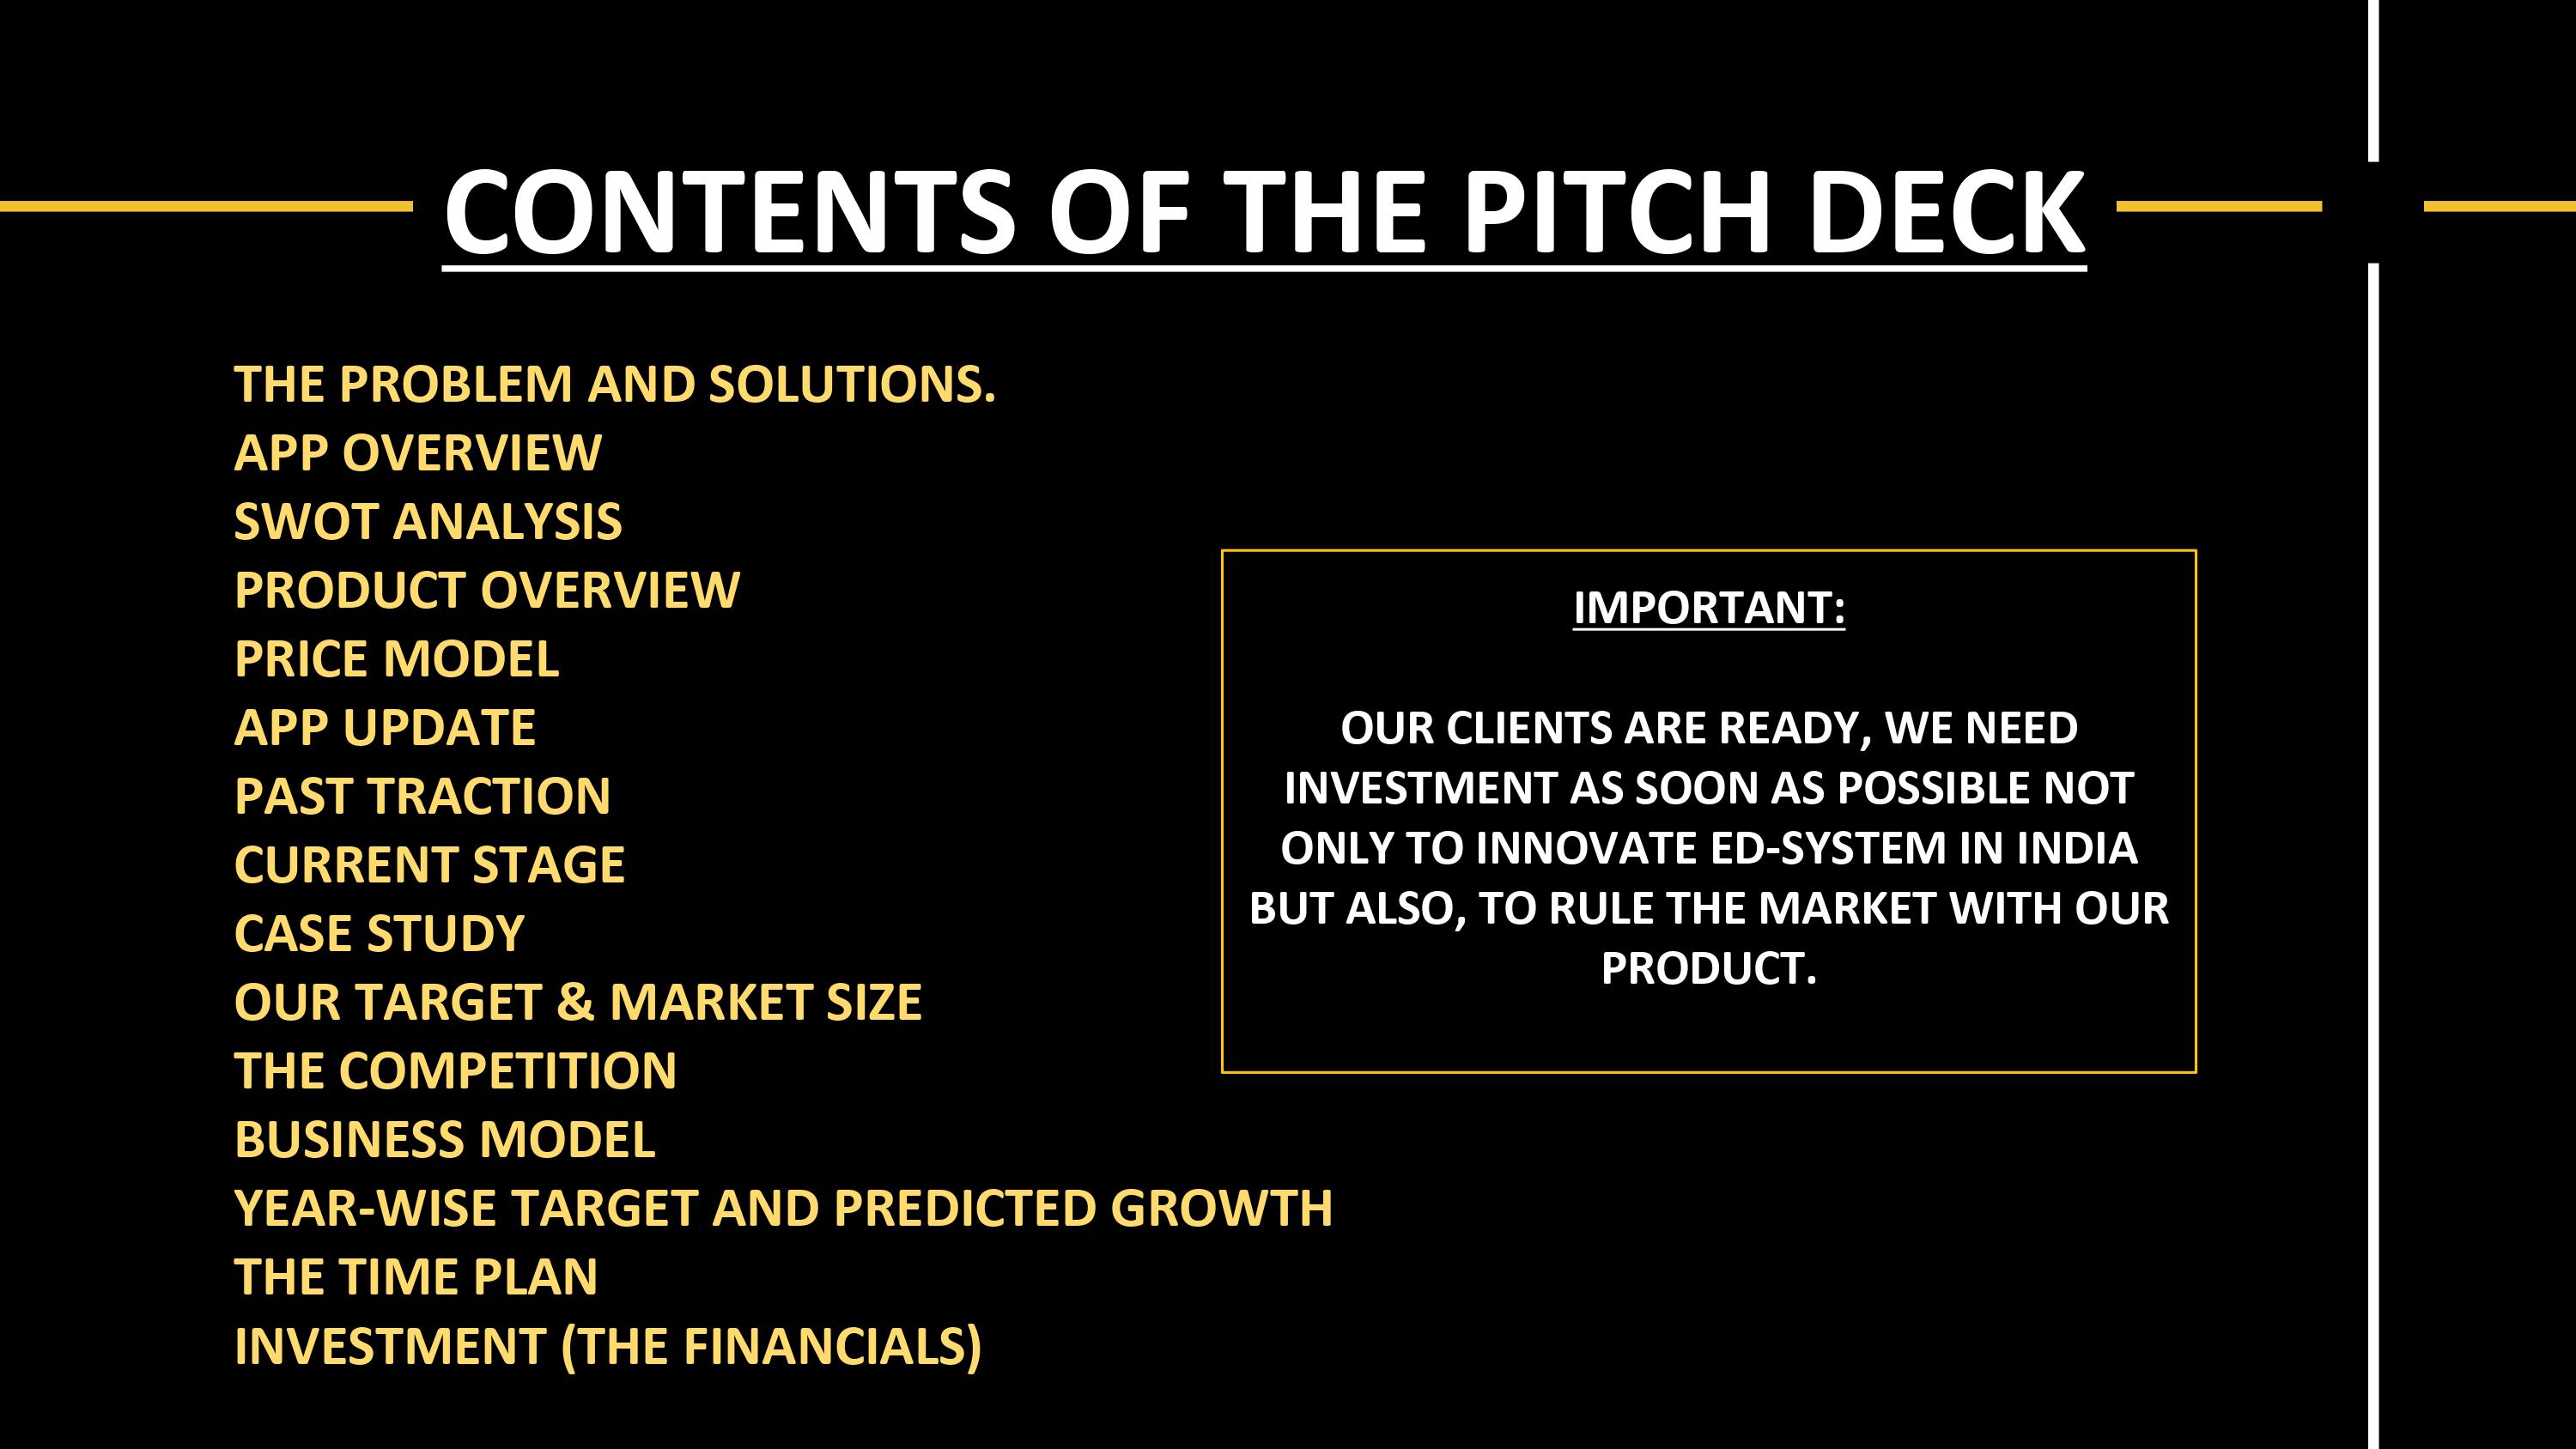 CONTENTS OF THE PITCH DECK
THE PROBLEM AND SOLUTIONS.
APP OVERVIEW
SWOT ANALYSIS
PRODUCT OVERVIEW
PRICE MODEL
APP UPDATE
PAST TRACTION
CURRENT STAGE
CASE STUDY
OUR TARGET & MARKET SIZE
THE COMPETITION
BUSINESS MODEL
YEAR-WISE TARGET AND PREDICTED GROWTH
THE TIME PLAN
INVESTMENT (THE FINANCIALS)
IMPORTANT:
OUR CLIENTS ARE READY, WE NEED
INVESTMENT AS SOON AS POSSIBLE NOT
ONLY TO INNOVATE ED-SYSTEM IN INDIA
BUT ALSO, TO RULE THE MARKET WITH OUR
PRODUCT.